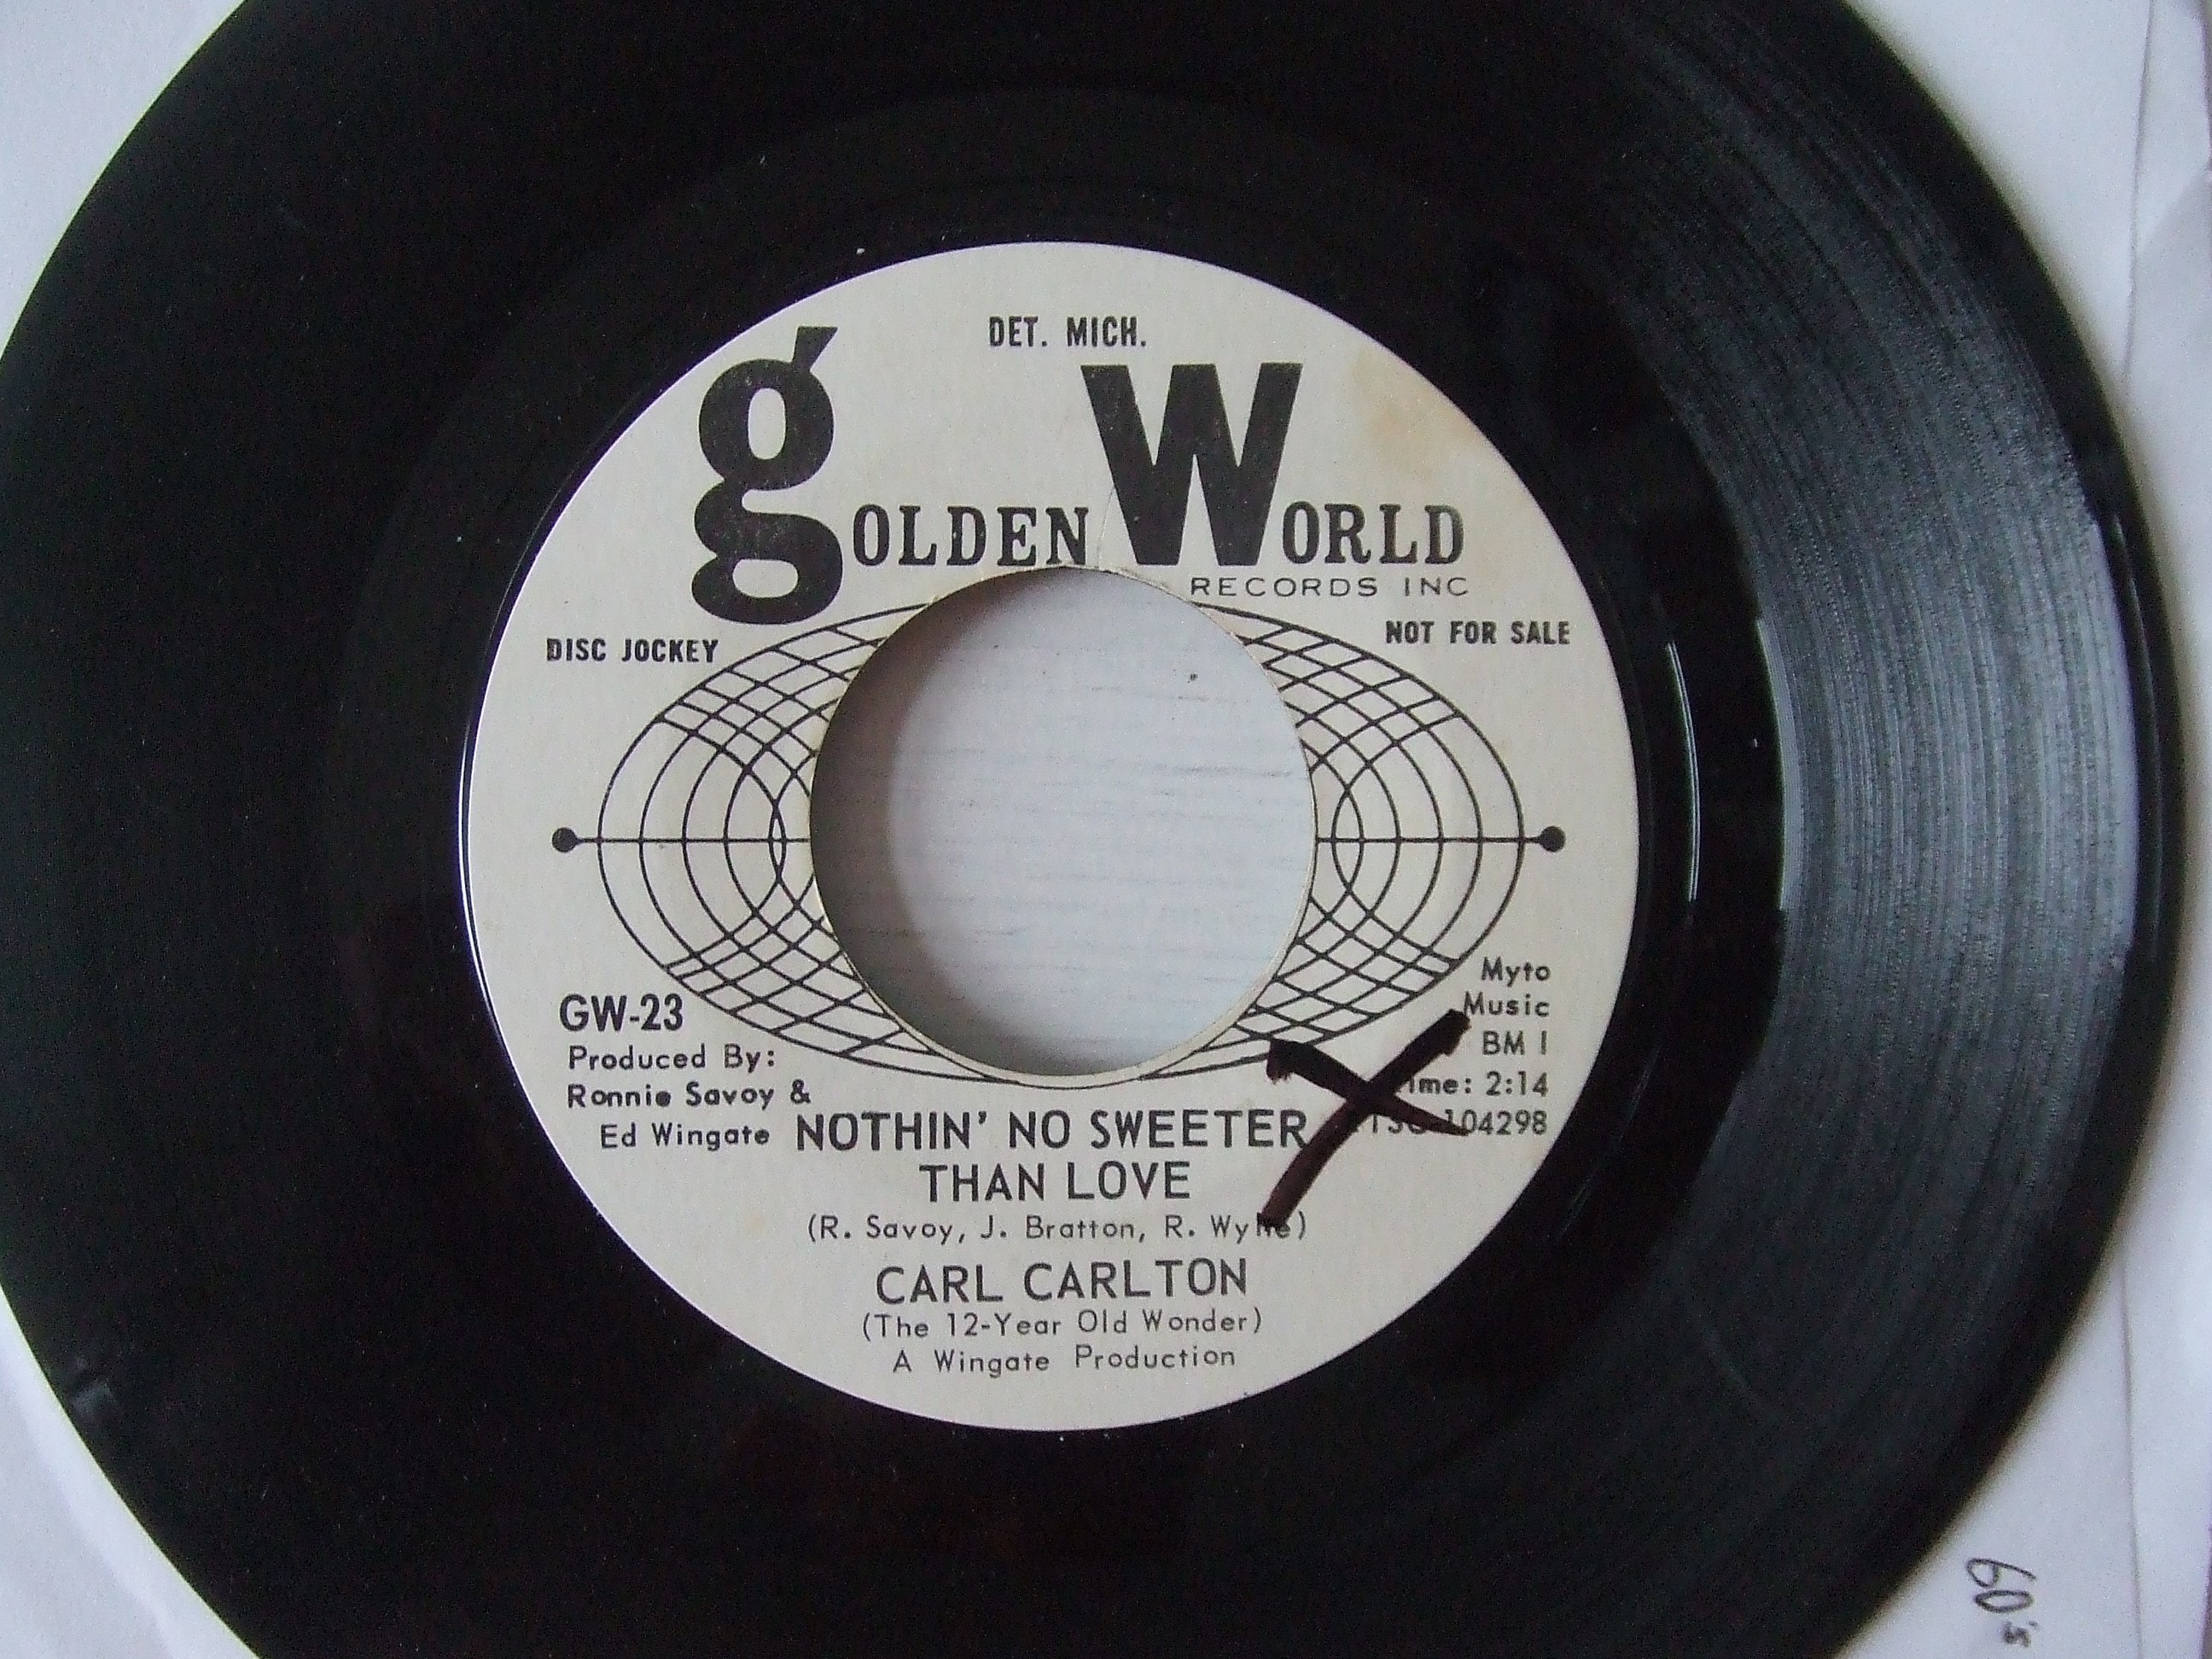 DET. MICH.
gOLDEN WORLD
RECORDS INC
DISC JOCKEY
NOT FOR SALE
Myto
Music
BMI
GW-23
Produced By:
Ronnie Savoy &
Ed Wingate
2:14
104298
NOTHIN' NO SWEETER
THAN LOVE
(R. Savoy, J. Bratton, R. Wylie)
CARL CARLTON
(The 12-Year Old Wonder)
A Wingate Production
60's